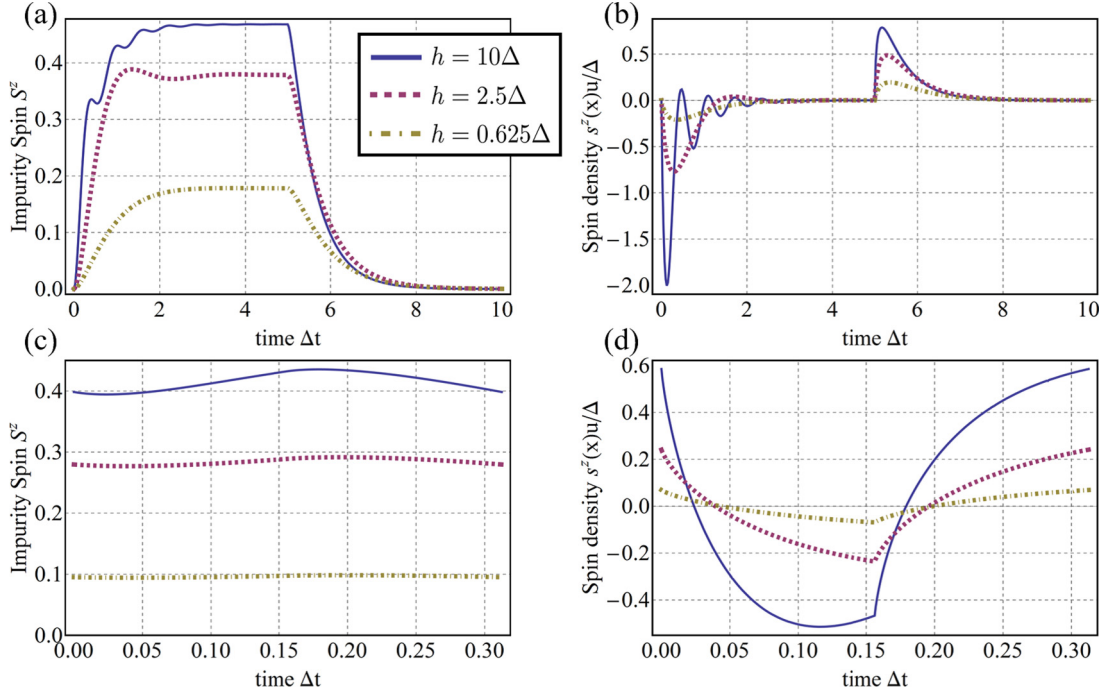 (a)
Impurity Spin S^z
0.4
0.3
0.2
0.1
0.0
0 2 4 6 8 10
time Δt
h = 10Δ
h = 2.5Δ
h = 0.625Δ
(b)
Spin density s^z(x)u/Δ
0.5
0.0
−0.5
−1.0
−1.5
−2.0
0 2 4 6 8 10
time Δt
(c)
Impurity Spin S^z
0.4
0.3
0.2
0.1
0.0
0.00 0.05 0.10 0.15 0.20 0.25 0.30
time Δt
(d)
Spin density s^z(x)u/Δ
0.6
0.4
0.2
0.0
−0.2
−0.4
0.00 0.05 0.10 0.15 0.20 0.25 0.30
time Δt